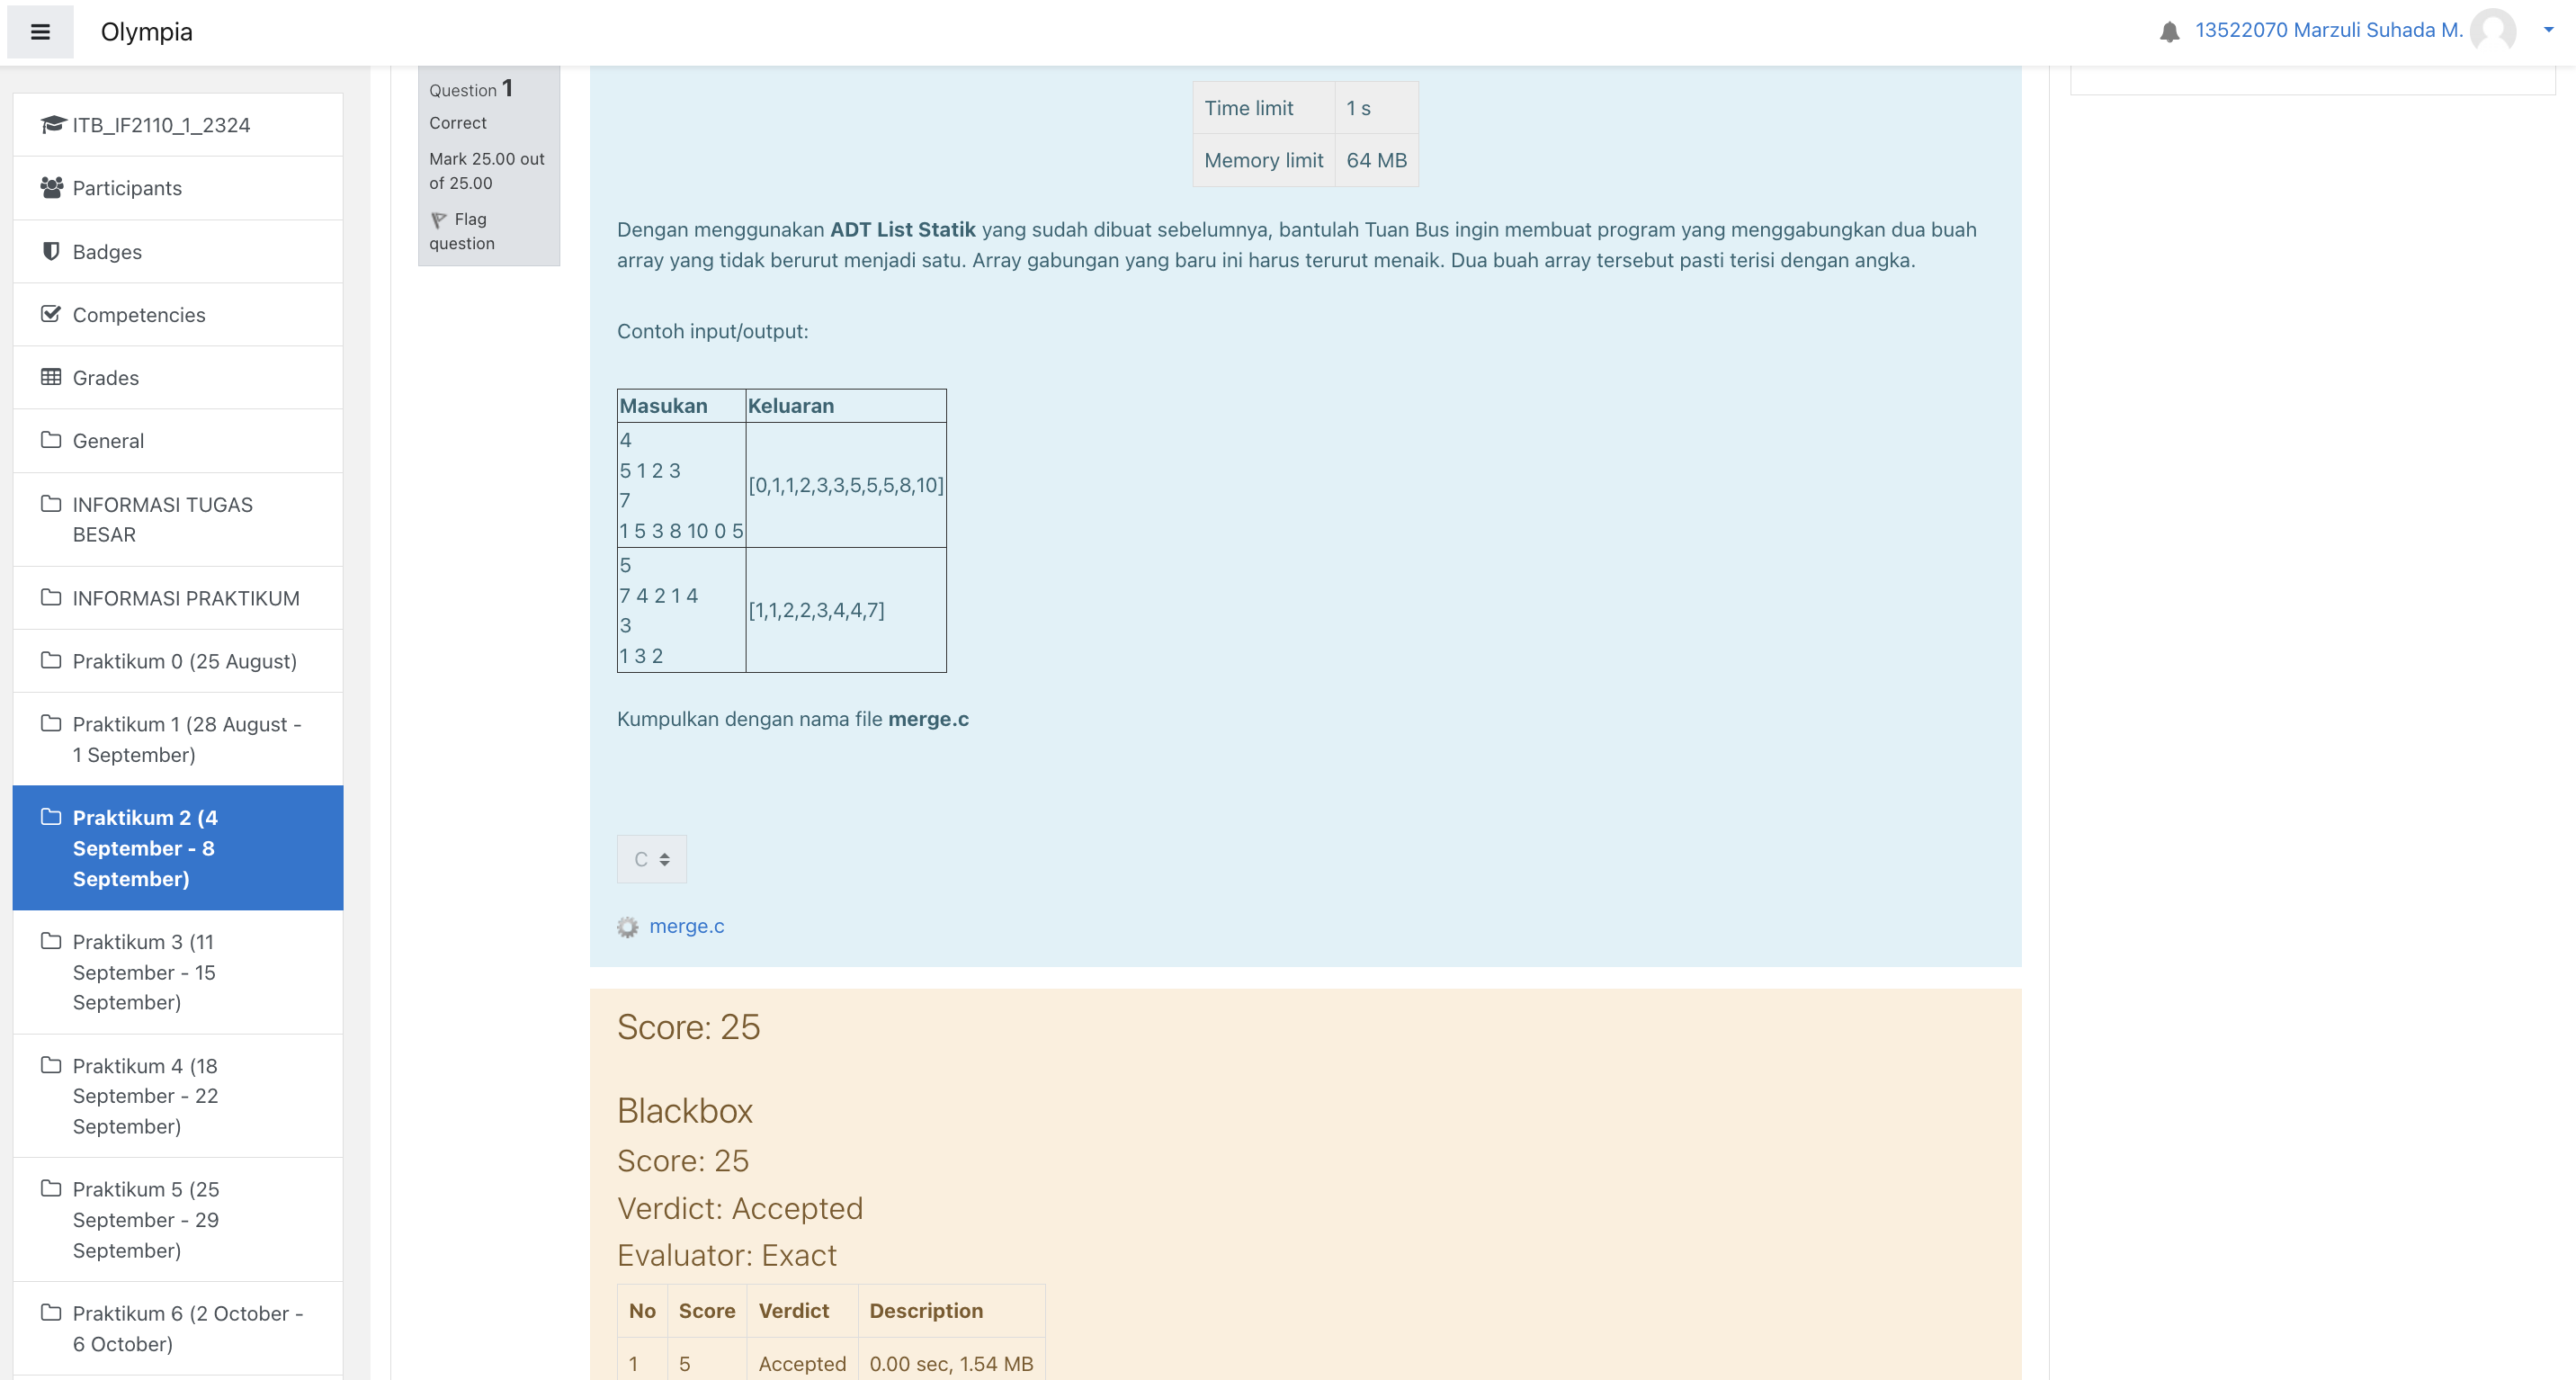 Olympia
13522070 Marzuli Suhada M.
ITB_IF2110_1_2324
Participants
Badges
Competencies
Grades
General
INFORMASI TUGAS
BESAR
INFORMASI PRAKTIKUM
Praktikum 0 (25 August)
Praktikum 1 (28 August -
1 September)
Praktikum 2 (4
September - 8
September)
Praktikum 3 (11
September - 15
September)
Praktikum 4 (18
September - 22
September)
Praktikum 5 (25
September - 29
September)
Praktikum 6 (2 October -
6 October)
Question 1
Correct
Mark 25.00 out
of 25.00
Flag
question
Time limit 1 s
Memory limit 64 MB
Dengan menggunakan ADT List Statik yang sudah dibuat sebelumnya, bantulah Tuan Bus ingin membuat program yang menggabungkan dua buah
array yang tidak berurut menjadi satu. Array gabungan yang baru ini harus terurut menaik. Dua buah array tersebut pasti terisi dengan angka.
Contoh input/output:
Masukan Keluaran
4
5 1 2 3
7
1 5 3 8 10 0 5
[0,1,1,2,3,3,5,5,5,8,10]
5
7 4 2 1 4
3
1 3 2
[1,1,2,2,3,4,4,7]
Kumpulkan dengan nama file merge.c
C
merge.c
Score: 25
Blackbox
Score: 25
Verdict: Accepted
Evaluator: Exact
No Score Verdict Description
1 5 Accepted 0.00 sec, 1.54 MB